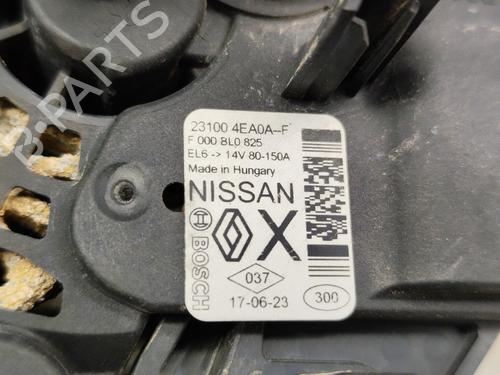 23100 4EA0A--F
F 000 BL0 825
EL6 -> 14V 80-150A
Made in Hungary
NISSAN
BOSCH
X
037
17-06-23
300
B-PARTS